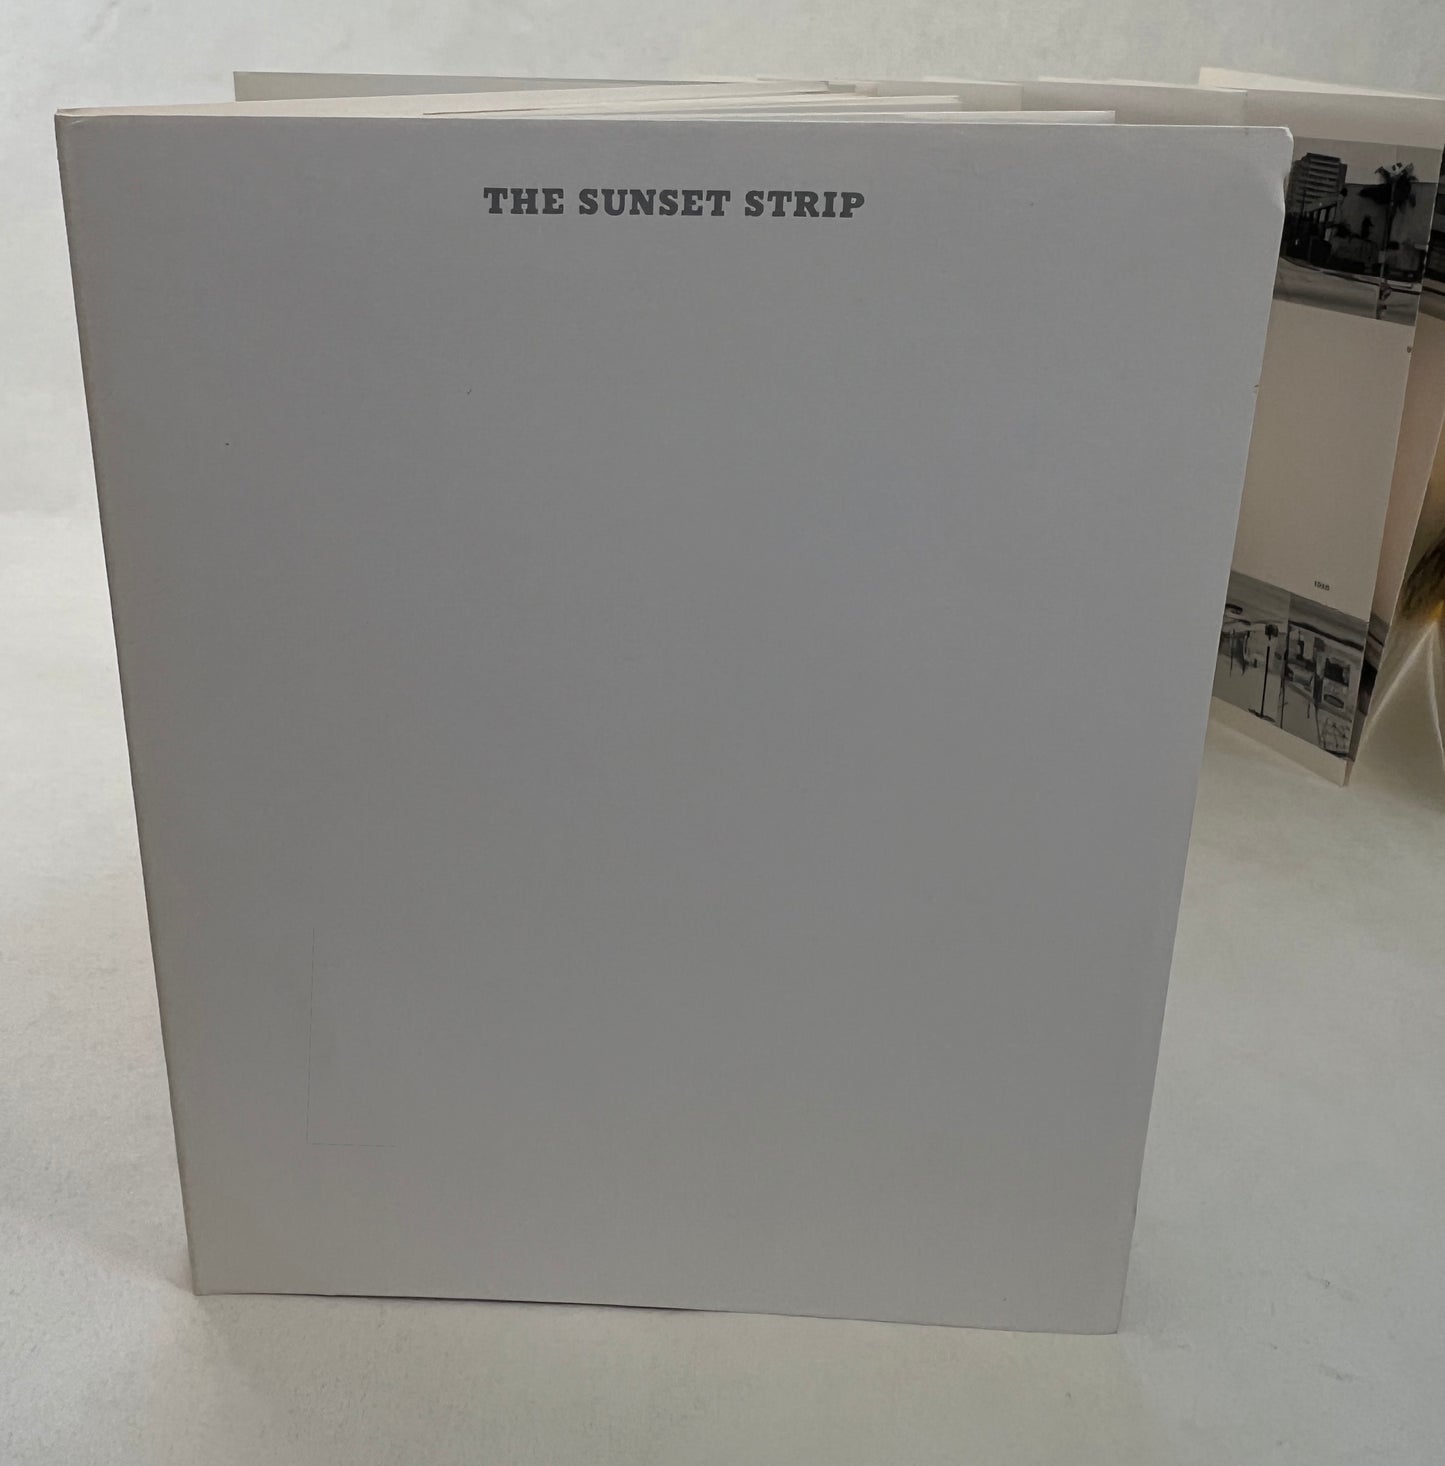 THE SUNSET STRIP